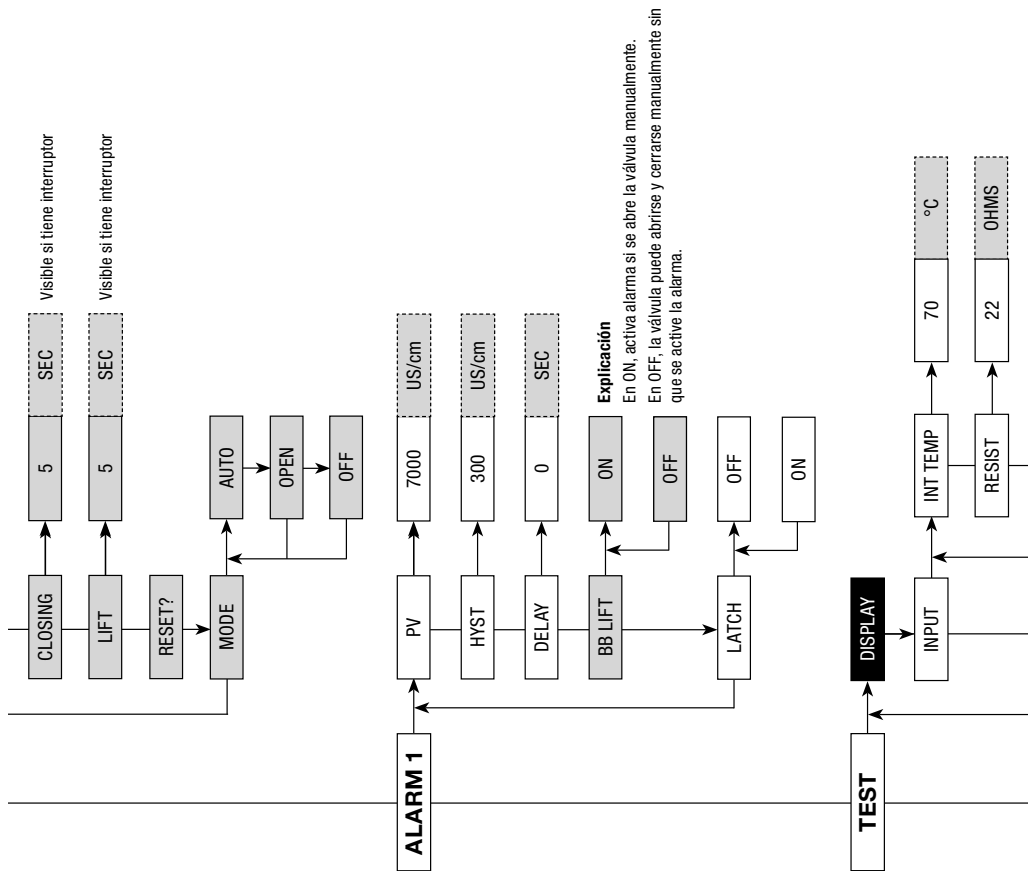 CLOSING 5 SEC Visible si tiene interruptor
LIFT 5 SEC Visible si tiene interruptor
RESET?
MODE AUTO
OPEN
OFF
ALARM 1 PV 7000 US/cm
HYST 300 US/cm
DELAY 0 SEC
BB LIFT ON
OFF
Explicación
En ON, activa alarma si se abre la válvula manualmente.
En OFF, la válvula puede abrirse y cerrarse manualmente sin
que se active la alarma.
LATCH OFF
ON
TEST DISPLAY
INPUT INT TEMP 70 °C
RESIST 22 OHMS